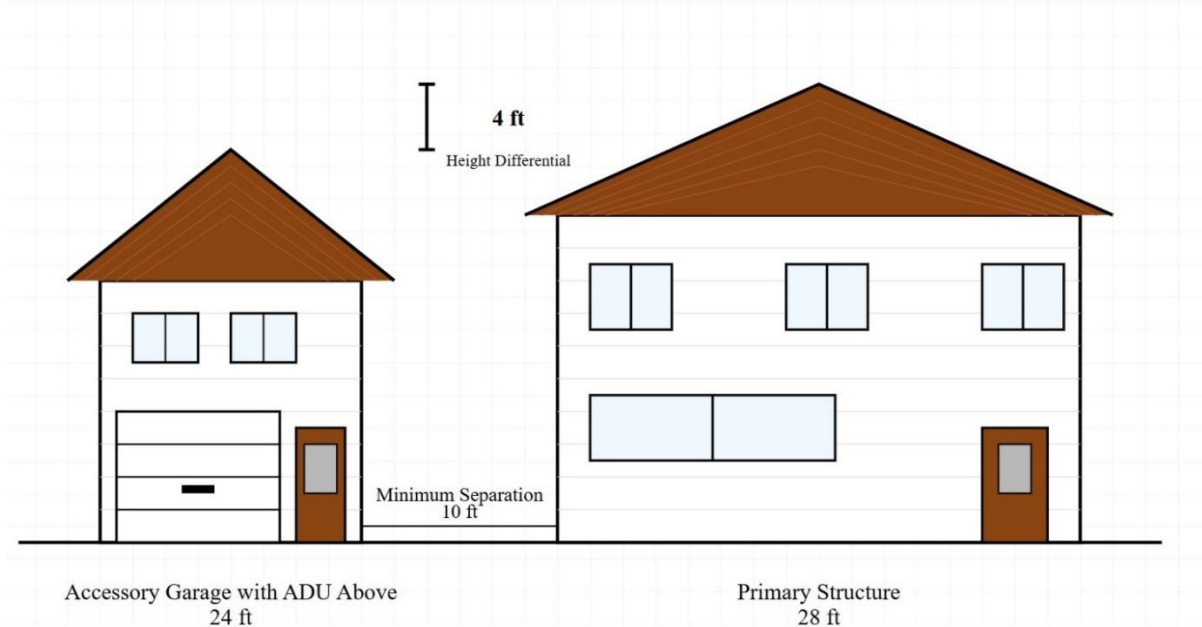 4 ft
Height Differential
Minimum Separation
10 ft
Accessory Garage with ADU Above
24 ft
Primary Structure
28 ft